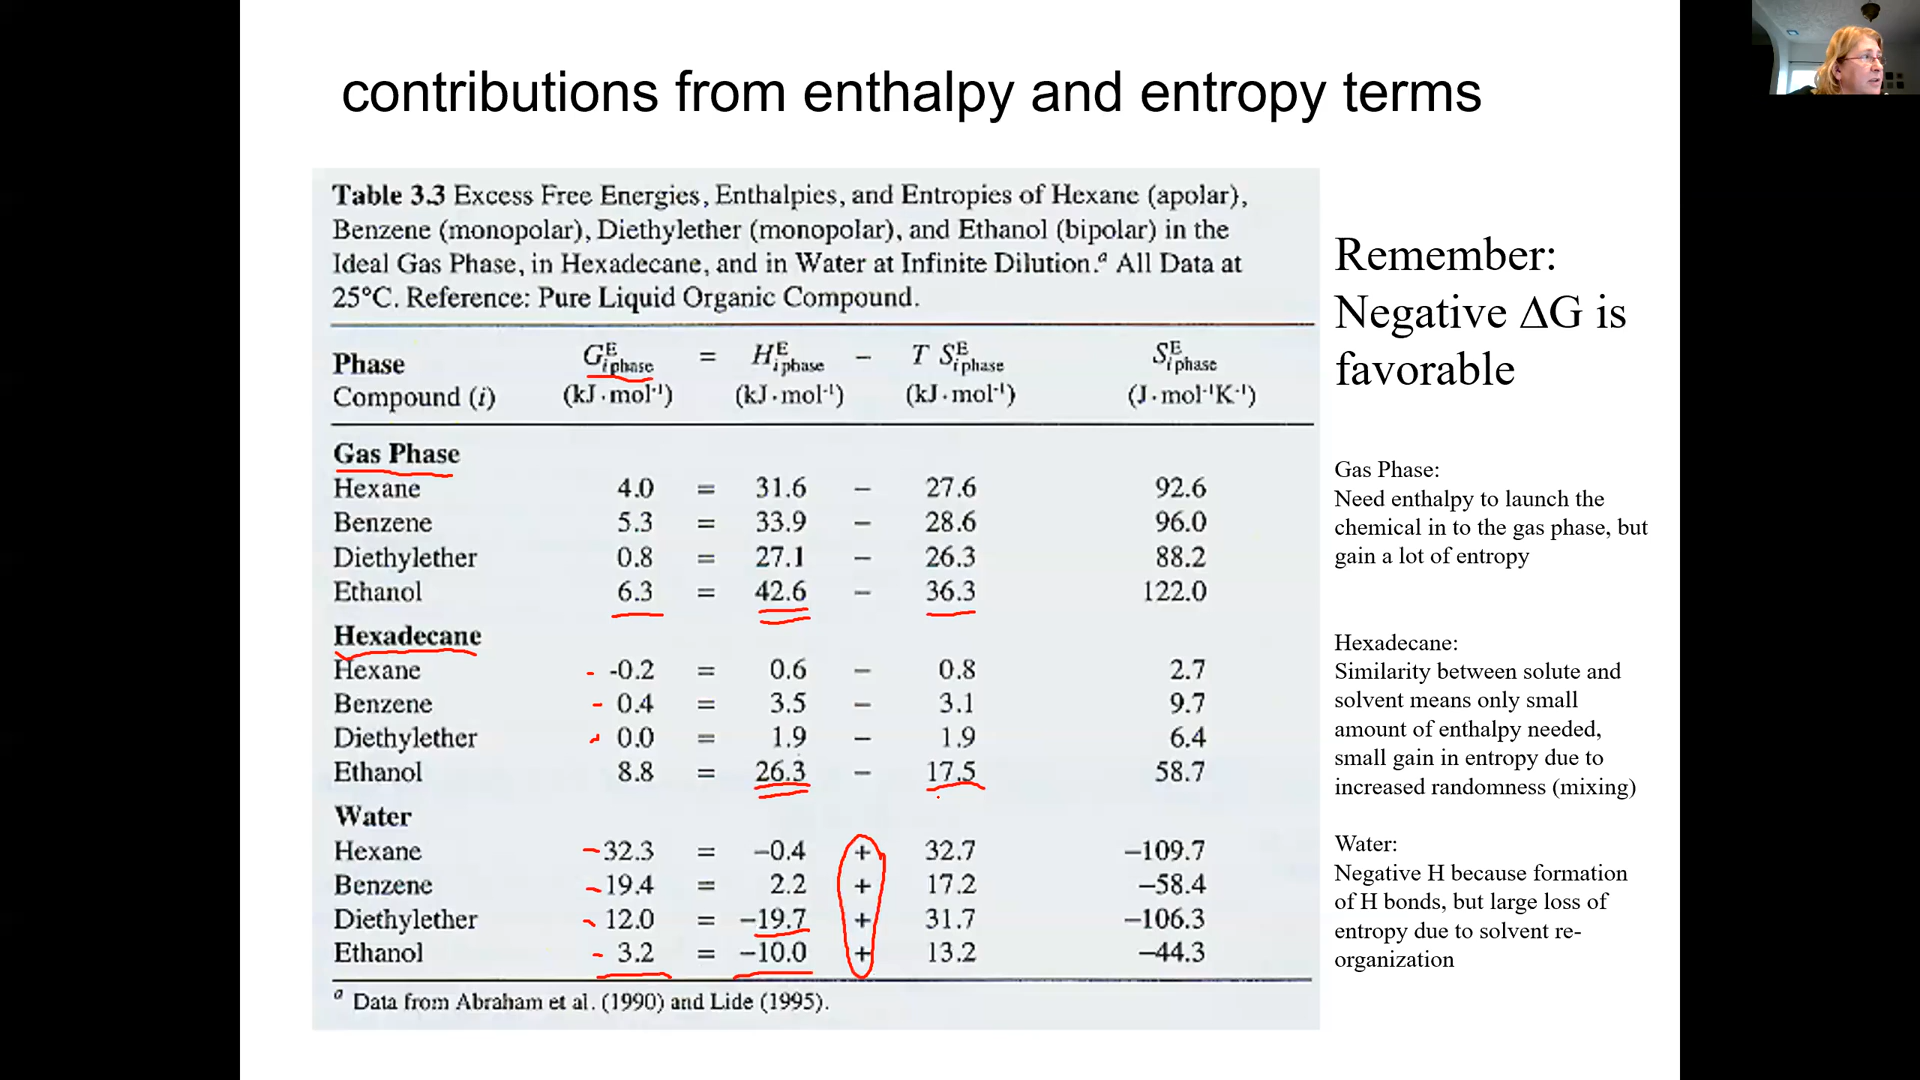 contributions from enthalpy and entropy terms
Table 3.3 Excess Free Energies, Enthalpies, and Entropies of Hexane (apolar),
Benzene (monopolar), Diethylether (monopolar), and Ethanol (bipolar) in the
Ideal Gas Phase, in Hexadecane, and in Water at Infinite Dilution.ᵃ All Data at
25°C. Reference: Pure Liquid Organic Compound.
Phase G^E_{i phase} = H^E_{i phase} − T S^E_{i phase} S^E_{i phase}
Compound (i) (kJ·mol⁻¹) (kJ·mol⁻¹) (kJ·mol⁻¹) (J·mol⁻¹K⁻¹)
Gas Phase
Hexane 4.0 = 31.6 − 27.6 92.6
Benzene 5.3 = 33.9 − 28.6 96.0
Diethylether 0.8 = 27.1 − 26.3 88.2
Ethanol 6.3 = 42.6 − 36.3 122.0
Hexadecane
Hexane -0.2 = 0.6 − 0.8 2.7
Benzene 0.4 = 3.5 − 3.1 9.7
Diethylether 0.0 = 1.9 − 1.9 6.4
Ethanol 8.8 = 26.3 − 17.5 58.7
Water
Hexane 32.3 = −0.4 + 32.7 −109.7
Benzene 19.4 = 2.2 + 17.2 −58.4
Diethylether 12.0 = −19.7 + 31.7 −106.3
Ethanol 3.2 = −10.0 + 13.2 −44.3
ᵃ Data from Abraham et al. (1990) and Lide (1995).
Remember:
Negative ΔG is
favorable
Gas Phase:
Need enthalpy to launch the
chemical in to the gas phase, but
gain a lot of entropy
Hexadecane:
Similarity between solute and
solvent means only small
amount of enthalpy needed,
small gain in entropy due to
increased randomness (mixing)
Water:
Negative H because formation
of H bonds, but large loss of
entropy due to solvent re-
organization